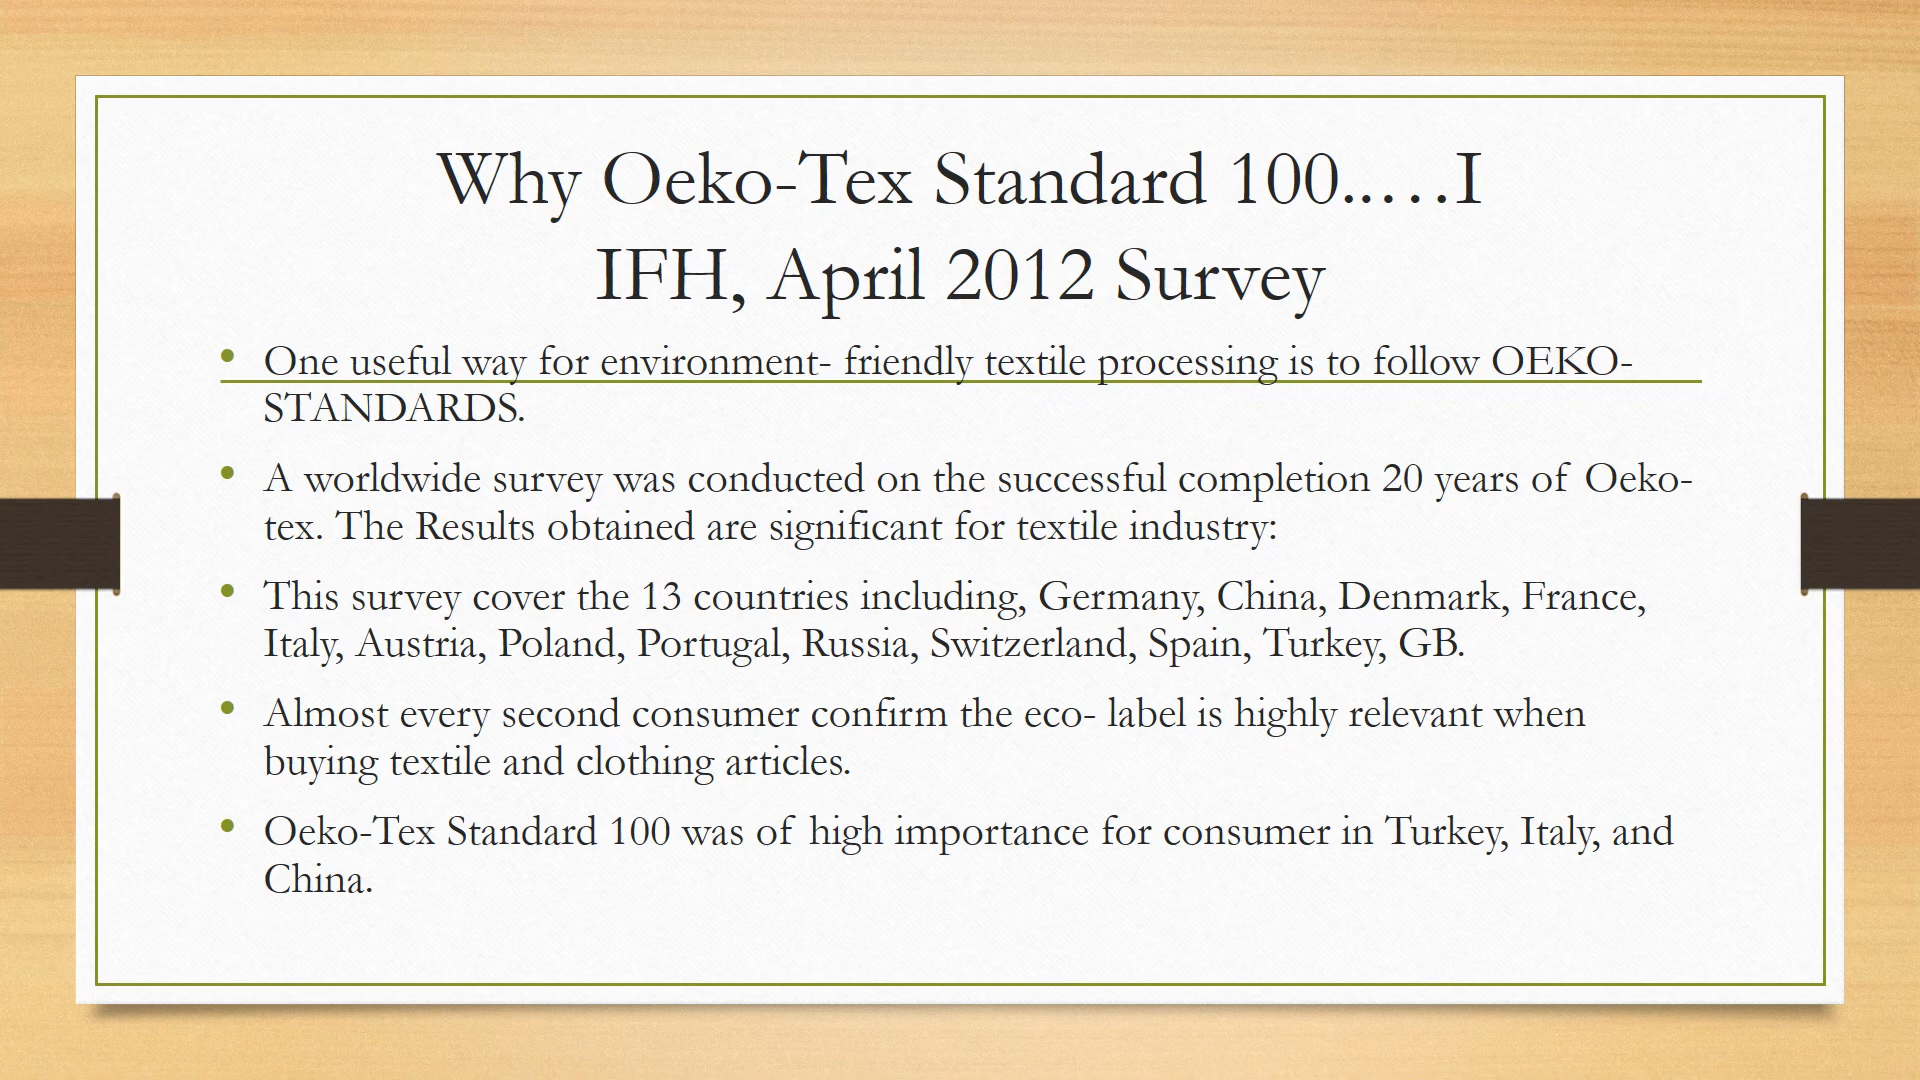 Why Oeko-Tex Standard 100..…I
IFH, April 2012 Survey
• One useful way for environment- friendly textile processing is to follow OEKO-
STANDARDS.
• A worldwide survey was conducted on the successful completion 20 years of Oeko-
tex. The Results obtained are significant for textile industry:
• This survey cover the 13 countries including, Germany, China, Denmark, France,
Italy, Austria, Poland, Portugal, Russia, Switzerland, Spain, Turkey, GB.
• Almost every second consumer confirm the eco- label is highly relevant when
buying textile and clothing articles.
• Oeko-Tex Standard 100 was of high importance for consumer in Turkey, Italy, and
China.